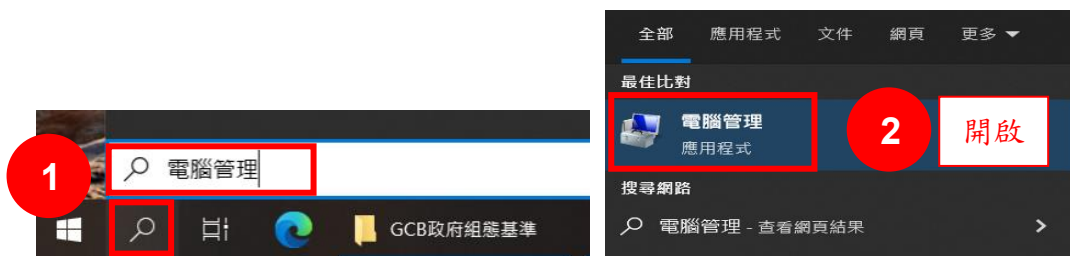 1
電腦管理
GCB政府組態基準
全部 應用程式 文件 網頁 更多
最佳比對
電腦管理
應用程式
2
開啟
搜尋網路
電腦管理 - 查看網頁結果